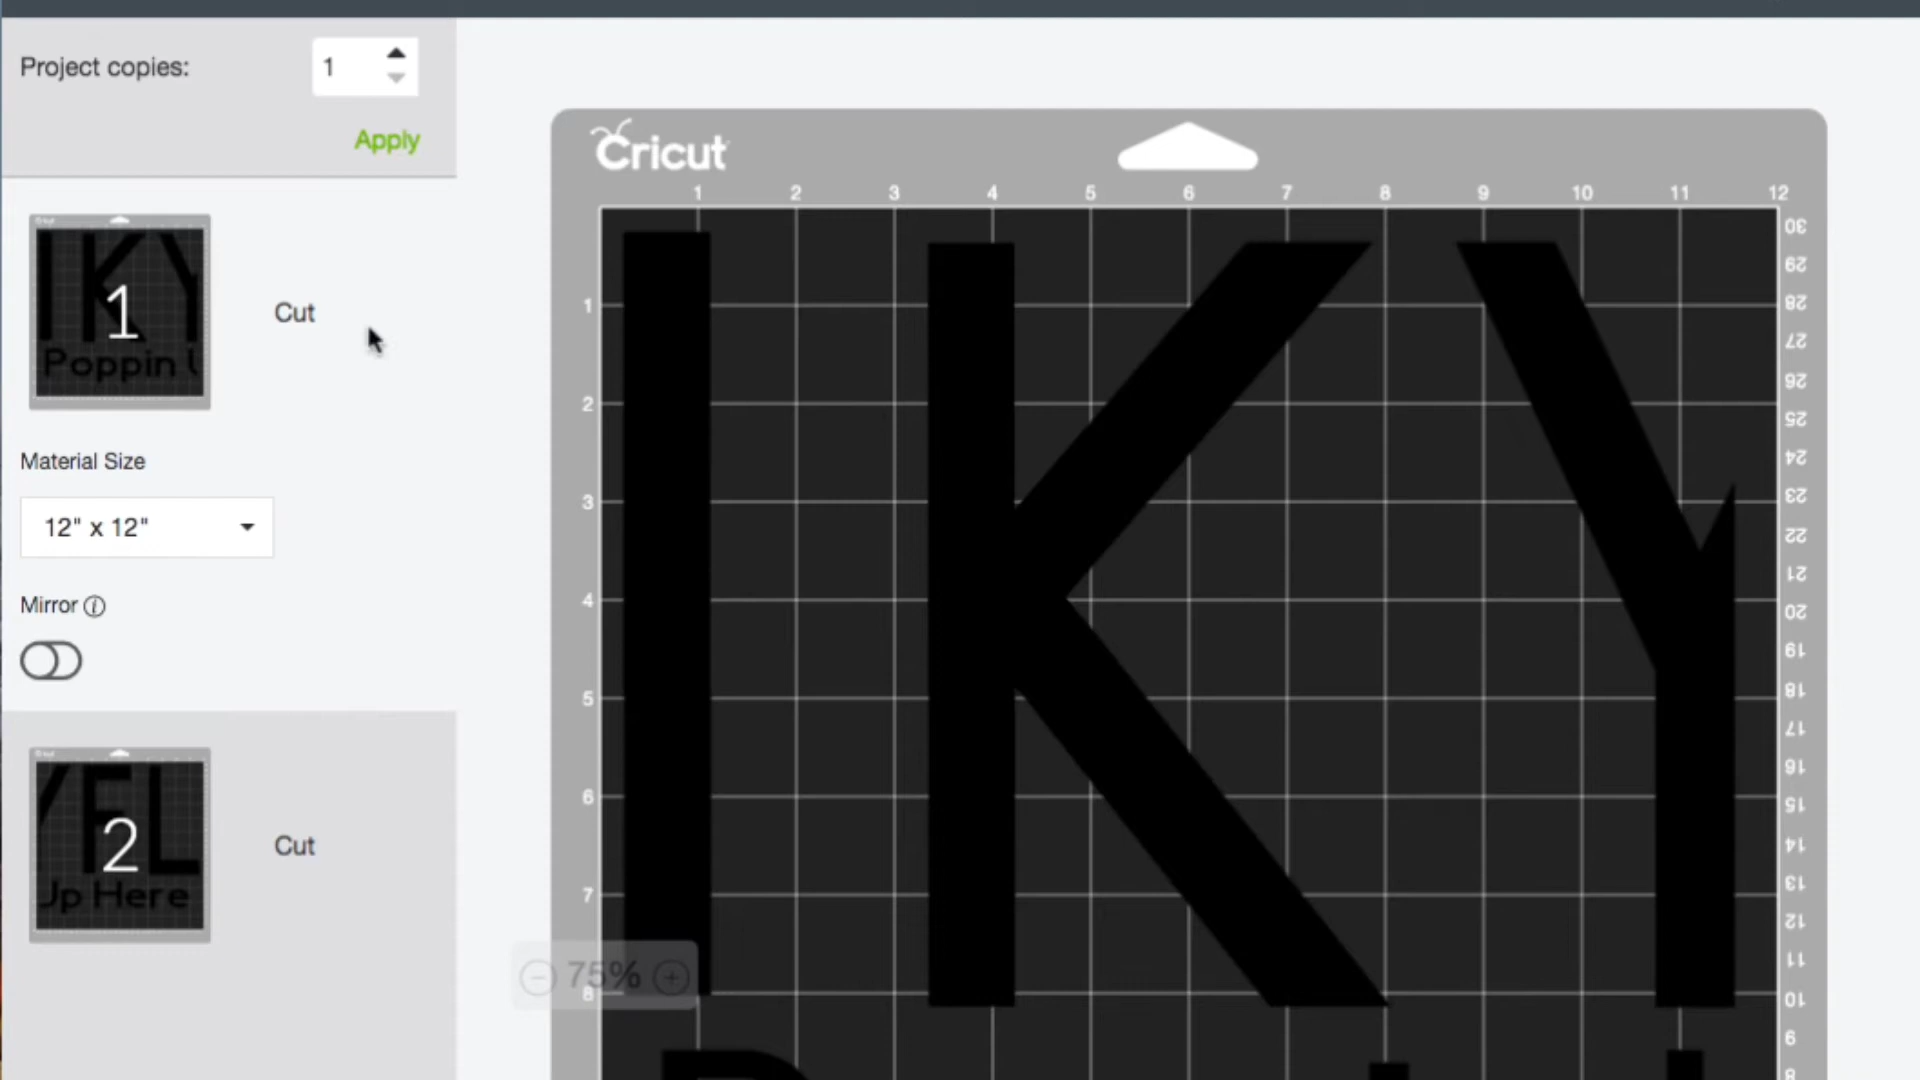 Project copies:
1
Apply
IKY
1
Poppin U
Cut
Material Size
12" x 12"
Mirror
YFL
2
Up Here
Cut
Cricut
1 2 3 4 5 6 7 8 9 10 11 12
1
2
3
4
5
6
7
8
30
29
28
27
26
25
24
23
22
21
20
19
18
17
16
15
14
13
12
11
10
9
8
I K Y
75%